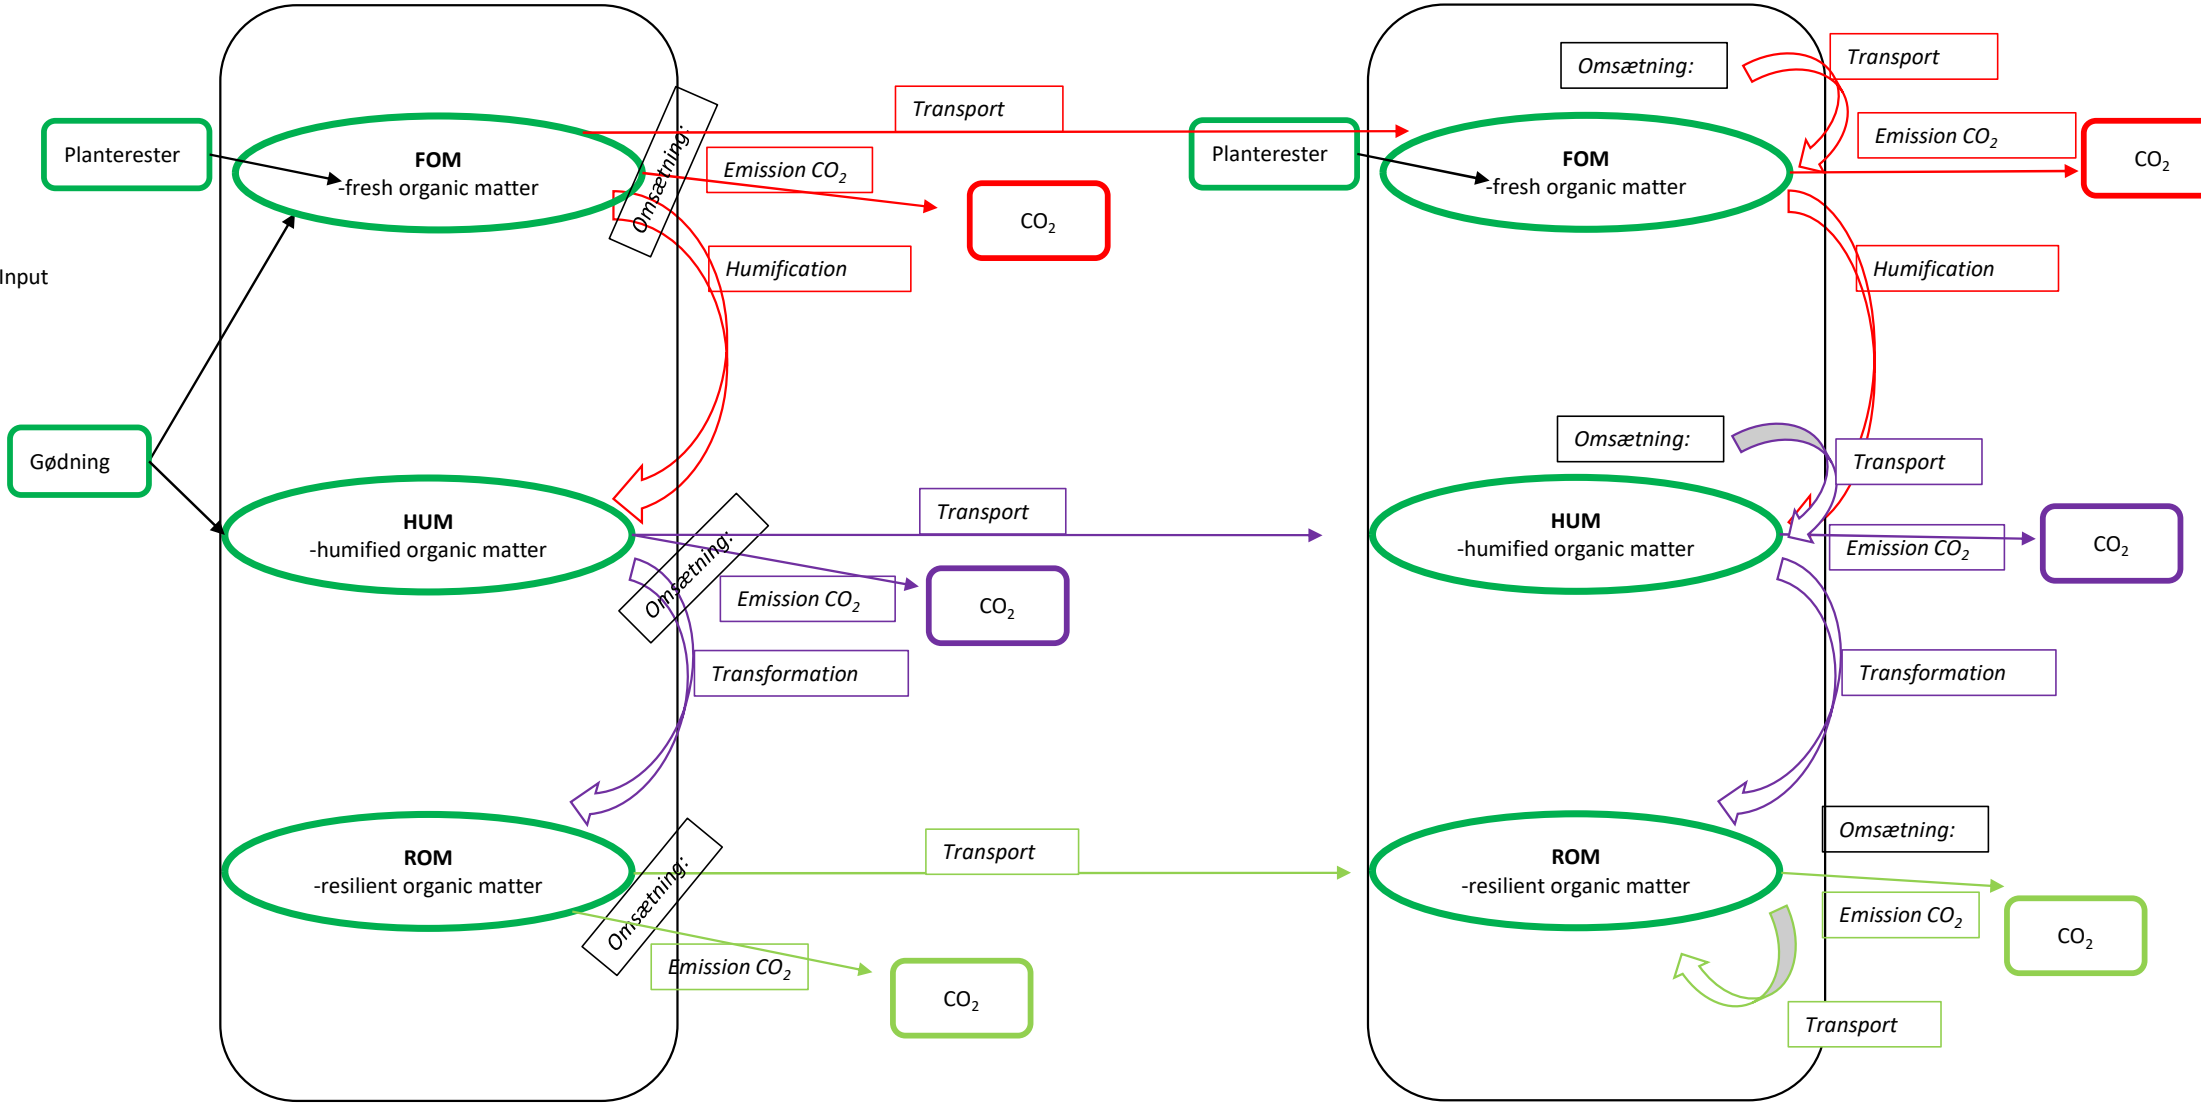 Omsætning:
Transport
Transport
Emission CO₂
Planterester
FOM
-fresh organic matter
Omsætning:
Emission CO₂
CO₂
Planterester
FOM
-fresh organic matter
CO₂
Humification
Humification
Input
Omsætning:
Transport
Gødning
HUM
-humified organic matter
Omsætning:
Transport
Emission CO₂
CO₂
HUM
-humified organic matter
Emission CO₂
CO₂
Transformation
Transformation
ROM
-resilient organic matter
Omsætning:
Transport
Emission CO₂
CO₂
ROM
-resilient organic matter
Omsætning:
Emission CO₂
CO₂
Transport